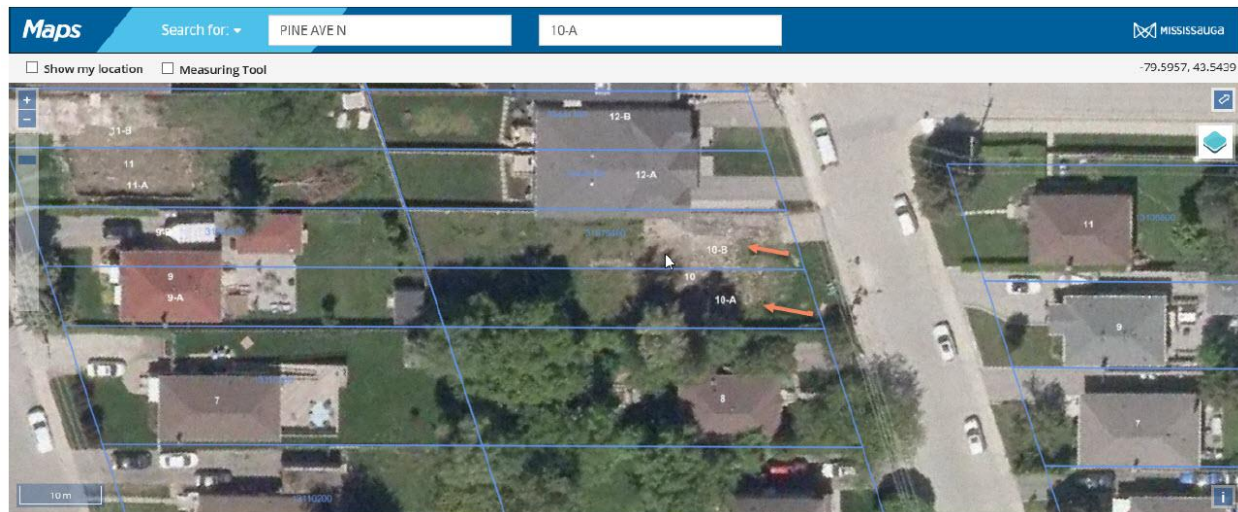 Maps
Search for:
PINE AVE N
10-A
MISSISSAUGA
Show my location
Measuring Tool
-79.5957, 43.5439
+
12-B
11-B
11
11-A
12-A
9
9-A
10-B
10
10-A
11
9
7
8
7
10 m
13110200
i